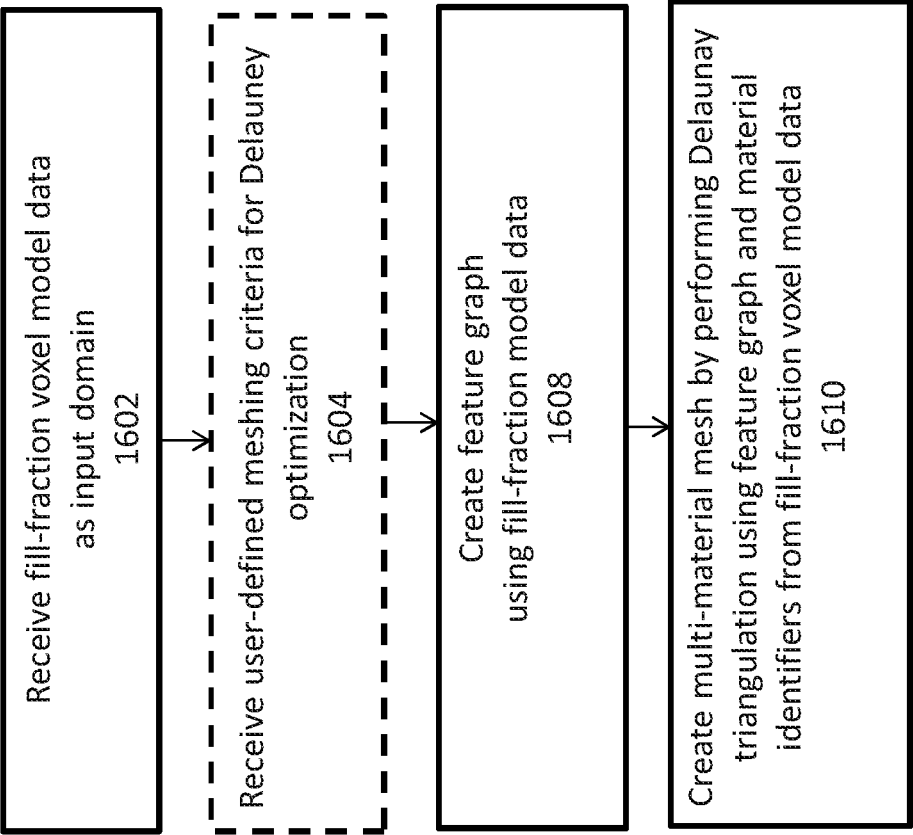 Receive fill-fraction voxel model data
as input domain
1602
Receive user-defined meshing criteria for Delauney
optimization
1604
Create feature graph
using fill-fraction model data
1608
Create multi-material mesh by performing Delaunay
triangulation using feature graph and material
identifiers from fill-fraction voxel model data
1610